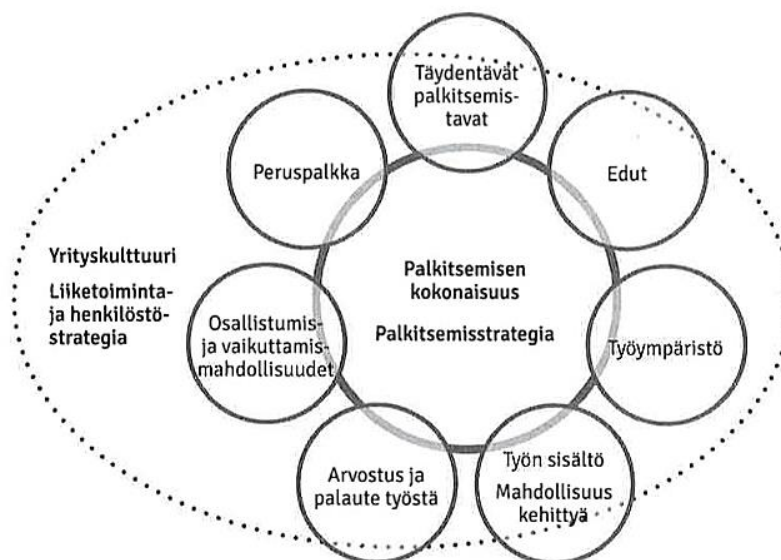 Täydentävät
palkitsemis-
tavat
Peruspalkka
Edut
Yrityskulttuuri
Liiketoiminta-
ja henkilöstö-
strategia
Palkitsemisen
kokonaisuus
Palkitsemisstrategia
Osallistumis-
ja vaikuttamis-
mahdollisuudet
Työympäristö
Arvostus ja
palaute työstä
Työn sisältö
Mahdollisuus
kehittyä